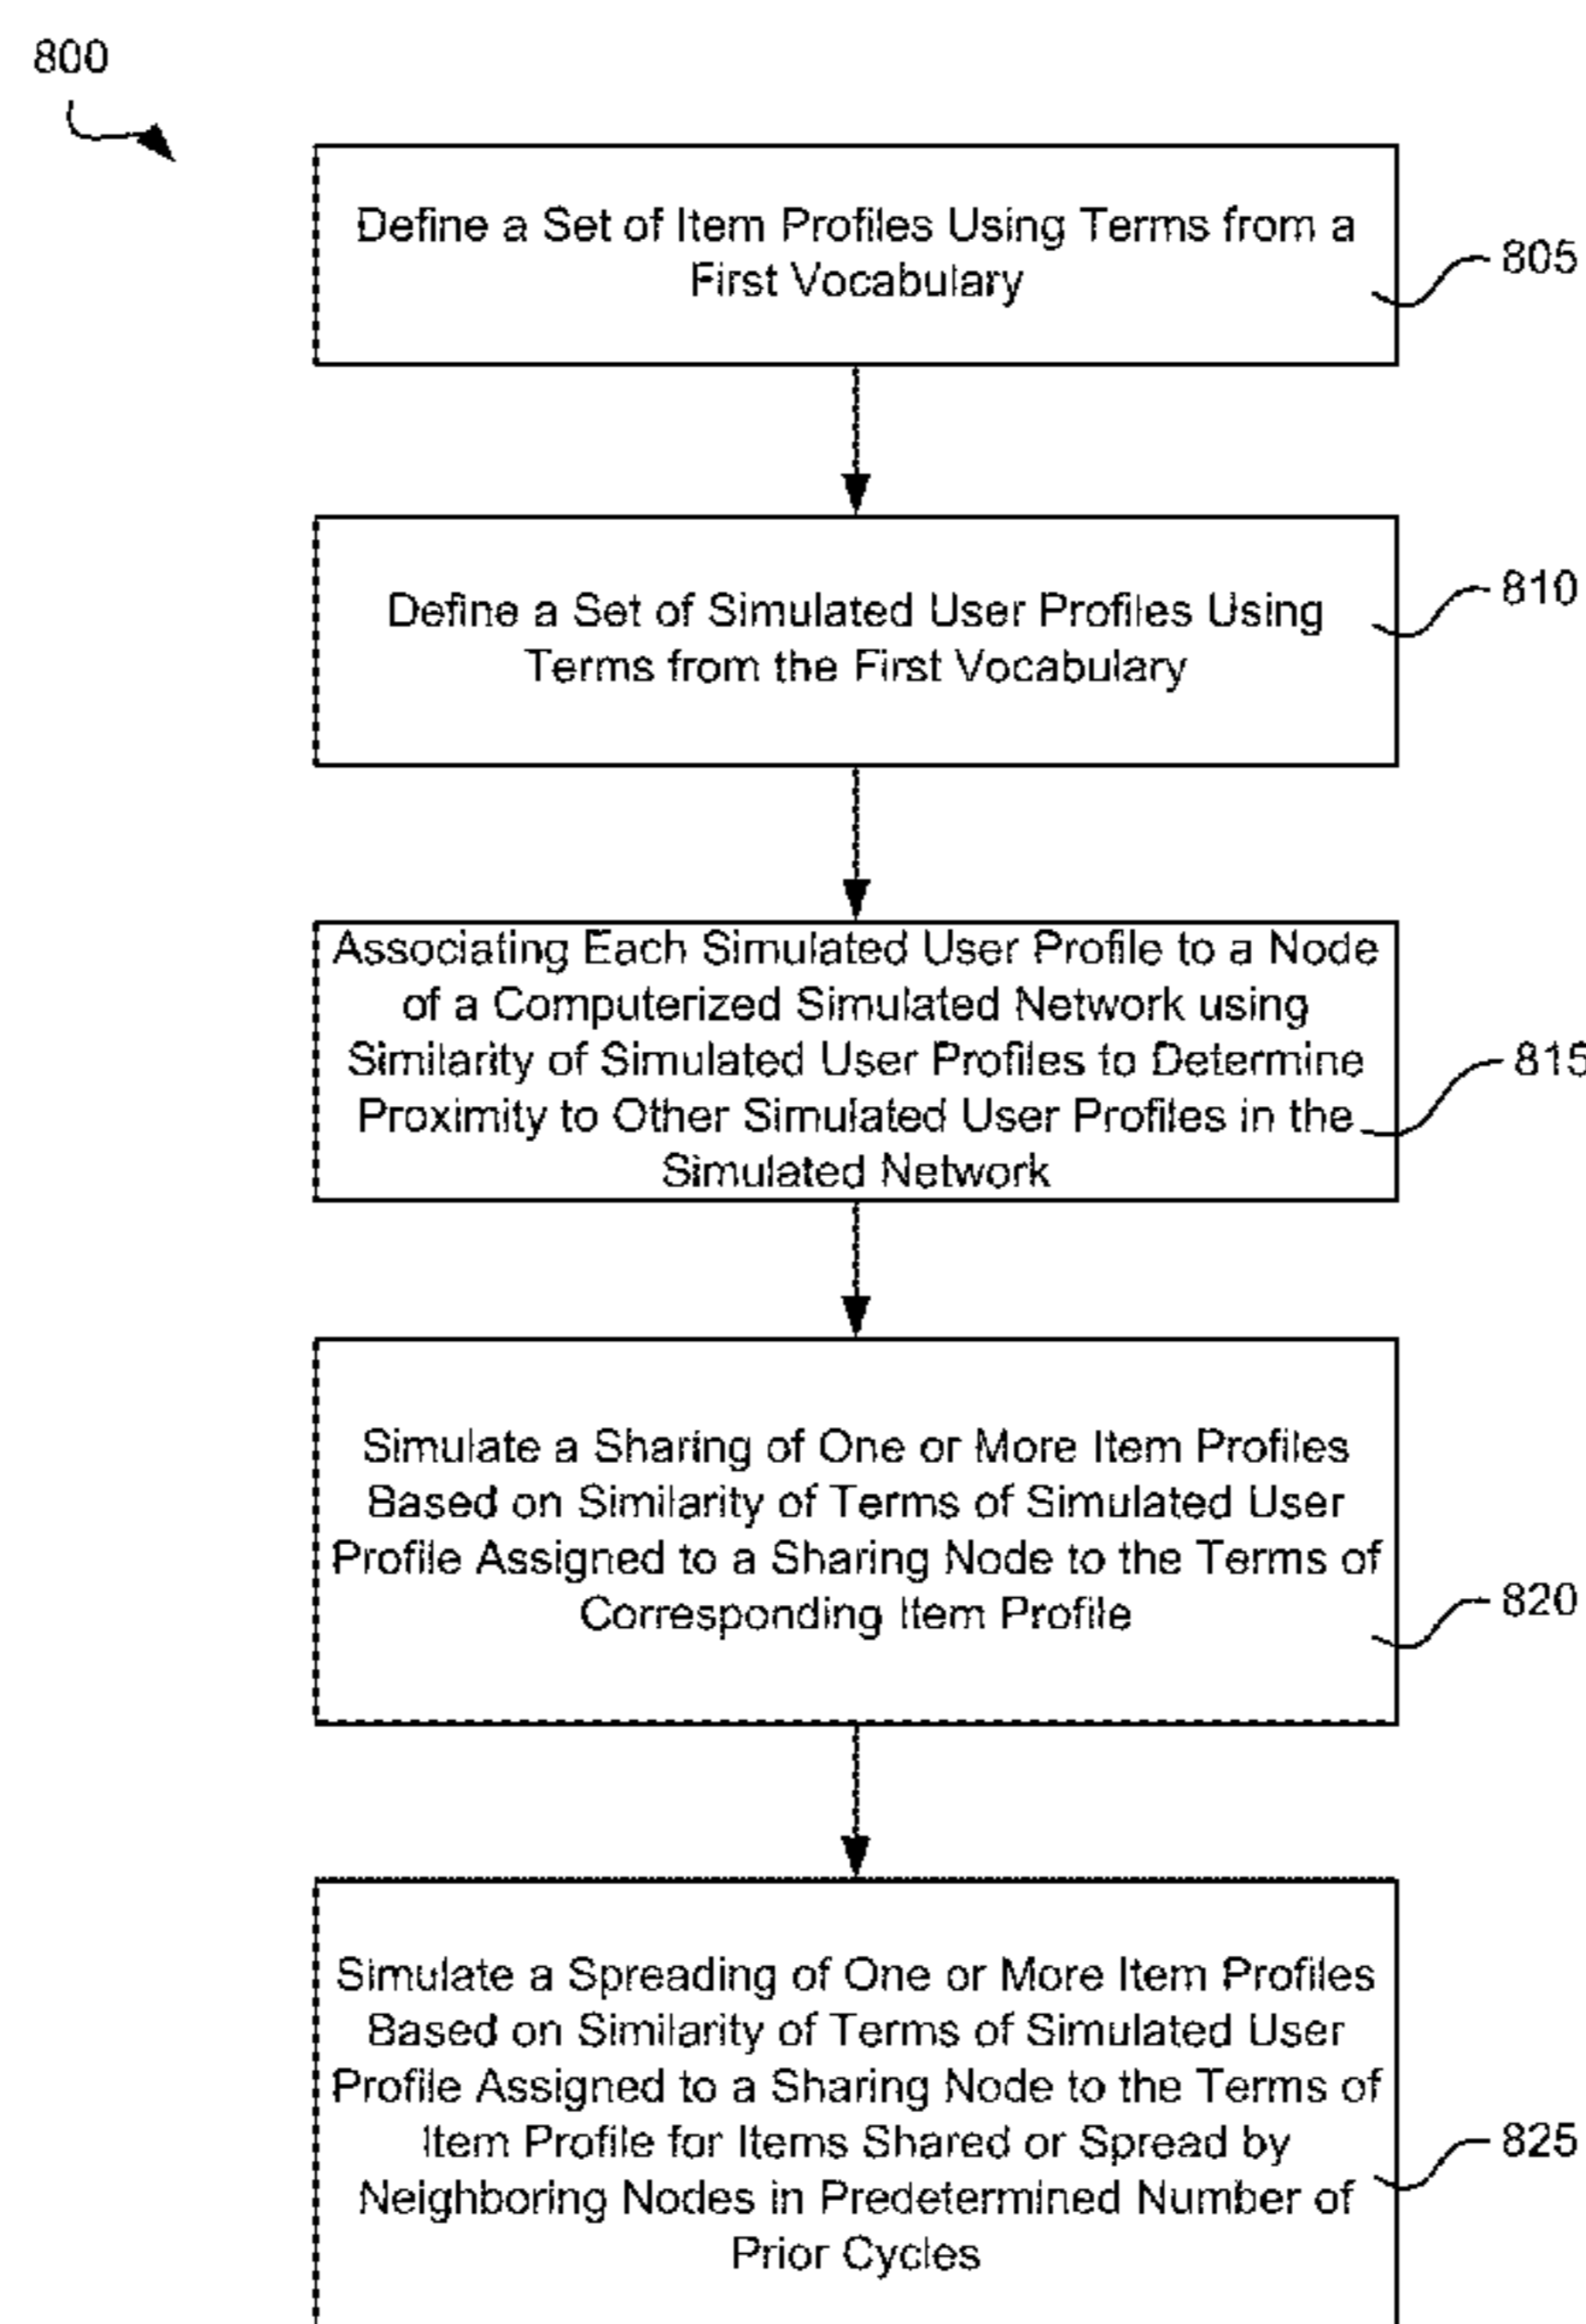 800
Define a Set of Item Profiles Using Terms from a
First Vocabulary
805
Define a Set of Simulated User Profiles Using
Terms from the First Vocabulary
810
Associating Each Simulated User Profile to a Node
of a Computerized Simulated Network using
Similarity of Simulated User Profiles to Determine
Proximity to Other Simulated User Profiles in the
Simulated Network
815
Simulate a Sharing of One or More Item Profiles
Based on Similarity of Terms of Simulated User
Profile Assigned to a Sharing Node to the Terms of
Corresponding Item Profile
820
Simulate a Spreading of One or More Item Profiles
Based on Similarity of Terms of Simulated User
Profile Assigned to a Sharing Node to the Terms of
Item Profile for Items Shared or Spread by
Neighboring Nodes in Predetermined Number of
Prior Cycles
825